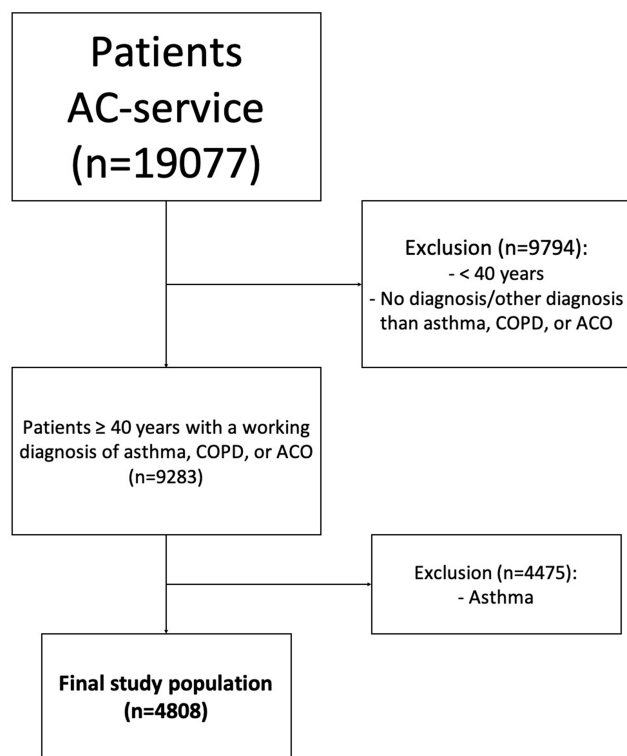 Patients
AC-service
(n=19077)
Exclusion (n=9794):
- < 40 years
- No diagnosis/other diagnosis
than asthma, COPD, or ACO
Patients ≥ 40 years with a working
diagnosis of asthma, COPD, or ACO
(n=9283)
Exclusion (n=4475):
- Asthma
Final study population
(n=4808)